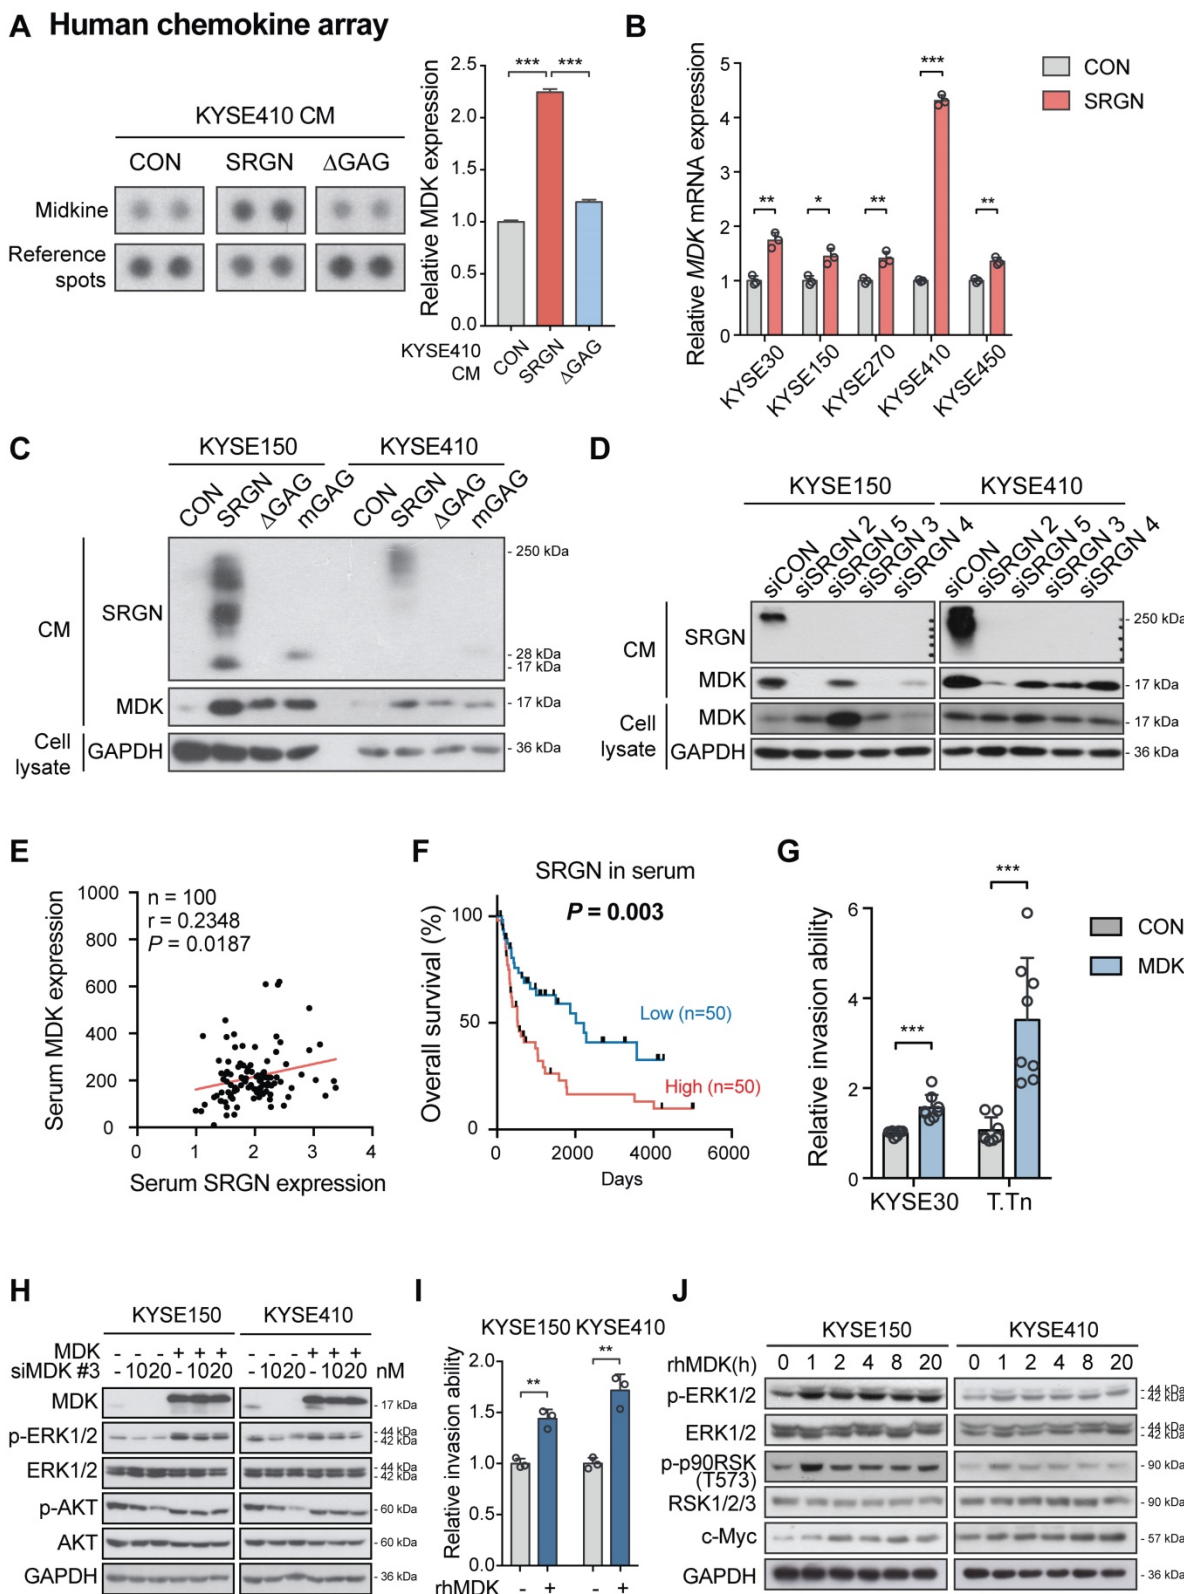 A Human chemokine array
KYSE410 CM
CON SRGN ΔGAG
Midkine
Reference
spots
Relative MDK expression
2.5
2.0
1.5
1.0
0.5
0.0
*** ***
KYSE410
CM
CON SRGN ΔGAG
B
Relative MDK mRNA expression
5
4
3
2
1
0
** * ** *** **
KYSE30 KYSE150 KYSE270 KYSE410 KYSE450
CON
SRGN
C
KYSE150 KYSE410
CON SRGN ΔGAG mGAG CON SRGN ΔGAG mGAG
CM
SRGN
- 250 kDa
- 28 kDa
- 17 kDa
MDK
- 17 kDa
Cell
lysate
GAPDH
- 36 kDa
D
KYSE150 KYSE410
siCON siSRGN 2 siSRGN 5 siSRGN 3 siSRGN 4 siCON siSRGN 2 siSRGN 5 siSRGN 3 siSRGN 4
CM
SRGN
- 250 kDa
MDK
- 17 kDa
Cell
lysate
MDK
- 17 kDa
GAPDH
- 36 kDa
E
n = 100
r = 0.2348
P = 0.0187
Serum MDK expression
1000
800
600
400
200
0
0 1 2 3 4
Serum SRGN expression
F
SRGN in serum
P = 0.003
Overall survival (%)
100
50
0
Low (n=50)
High (n=50)
0 2000 4000 6000
Days
G
Relative invasion ability
6
4
2
0
*** ***
KYSE30 T.Tn
CON
MDK
H
KYSE150 KYSE410
MDK - - - + + + - - - + + +
siMDK #3 - 10 20 - 10 20 - 10 20 - 10 20 nM
MDK - 17 kDa
p-ERK1/2 - 44 kDa
- 42 kDa
ERK1/2 - 44 kDa
- 42 kDa
p-AKT - 60 kDa
AKT - 60 kDa
GAPDH - 36 kDa
I
KYSE150 KYSE410
Relative invasion ability
2.0
1.5
1.0
0.5
0.0
** **
rhMDK - + - +
J
KYSE150 KYSE410
rhMDK(h) 0 1 2 4 8 20 0 1 2 4 8 20
p-ERK1/2 - 44 kDa
- 42 kDa
ERK1/2 - 44 kDa
- 42 kDa
p-p90RSK - 90 kDa
(T573)
RSK1/2/3 - 90 kDa
c-Myc - 57 kDa
GAPDH - 36 kDa